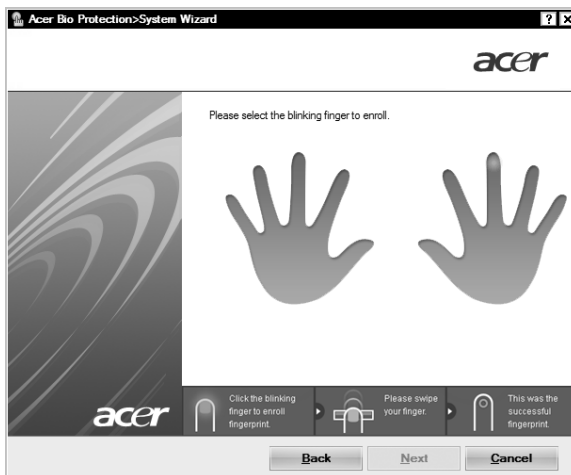 Acer Bio Protection>System Wizard
acer
Please select the blinking finger to enroll.
acer
Click the blinking
finger to enroll
fingerprint.
Please swipe
your finger.
This was the
successful
fingerprint.
Back
Next
Cancel